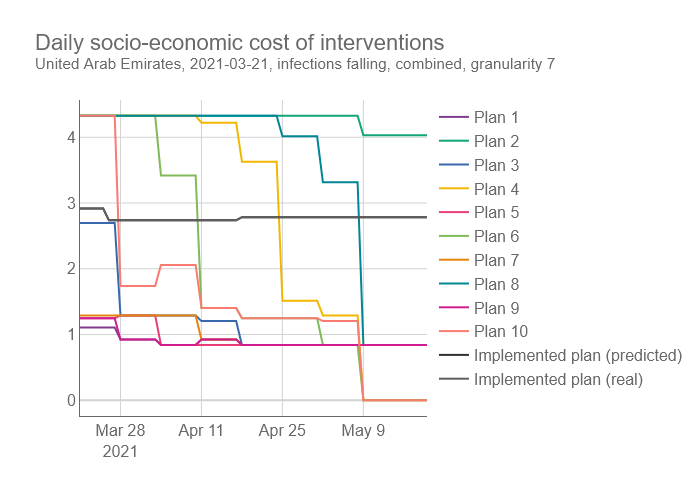 Daily socio-economic cost of interventions
United Arab Emirates, 2021-03-21, infections falling, combined, granularity 7
4
3
2
1
0
Mar 28
2021
Apr 11
Apr 25
May 9
Plan 1
Plan 2
Plan 3
Plan 4
Plan 5
Plan 6
Plan 7
Plan 8
Plan 9
Plan 10
Implemented plan (predicted)
Implemented plan (real)